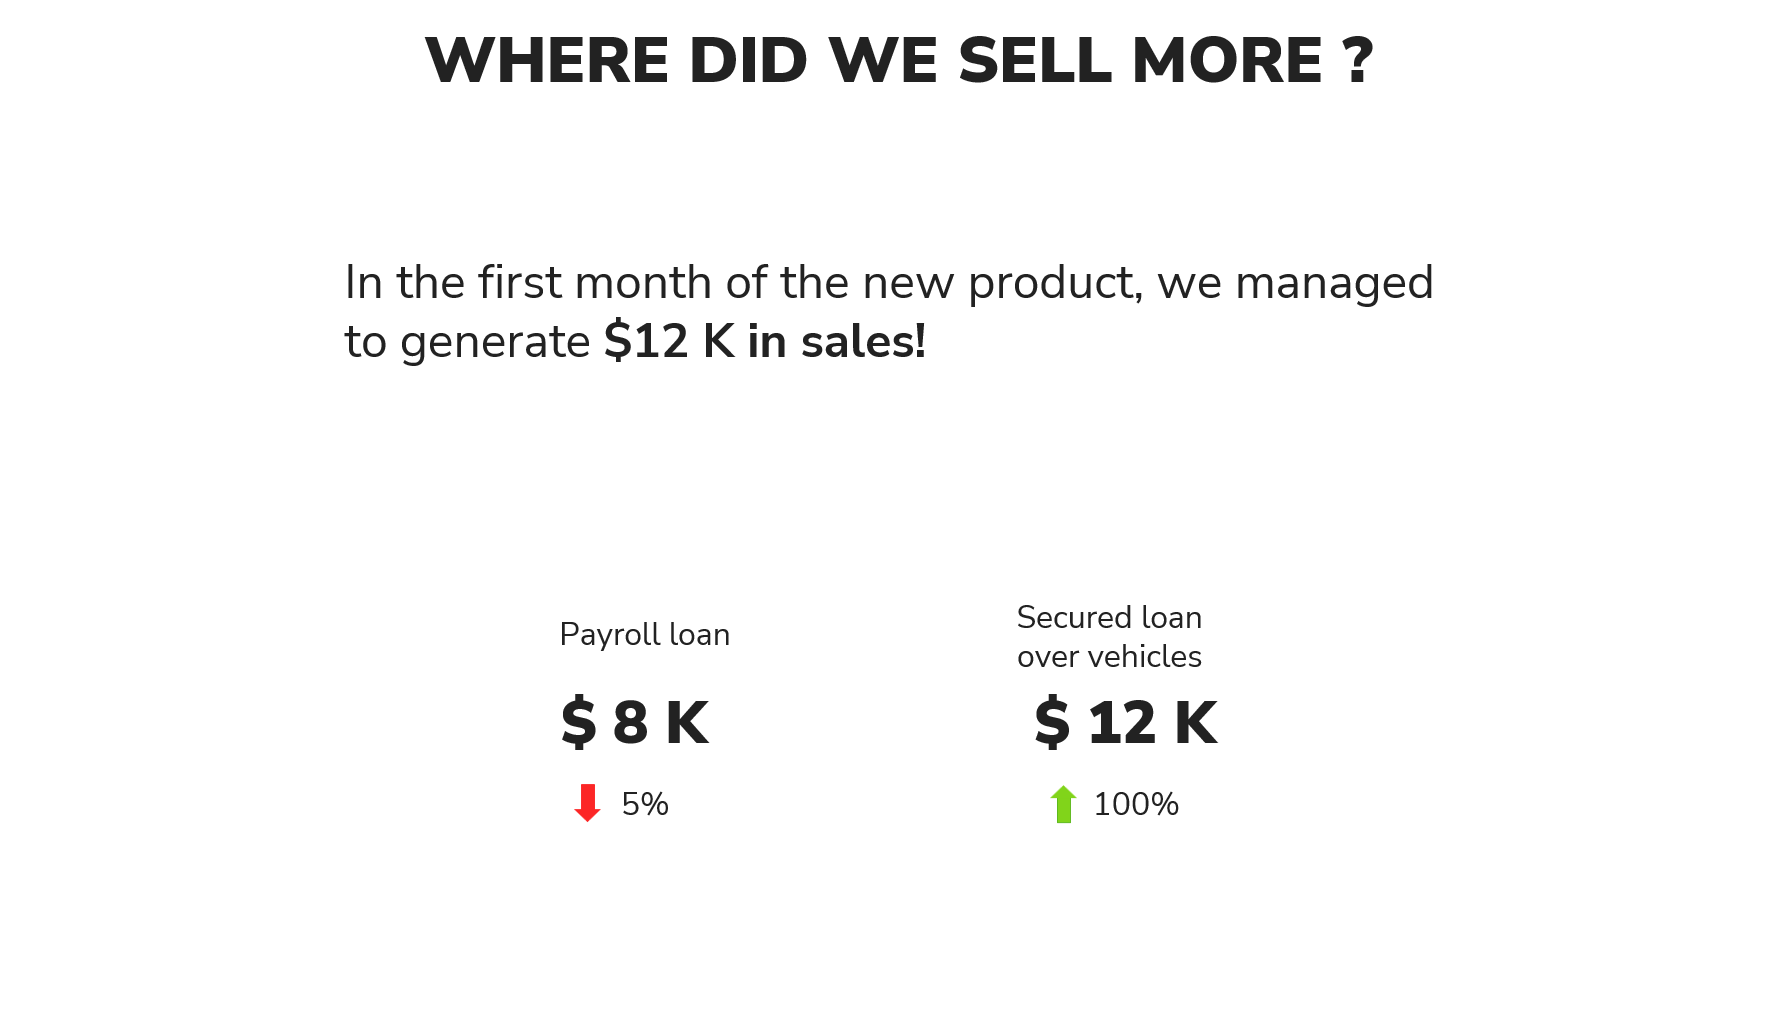 WHERE DID WE SELL MORE ?
In the first month of the new product, we managed
to generate $12 K in sales!
Payroll loan
$ 8 K
5%
Secured loan
over vehicles
$ 12 K
100%